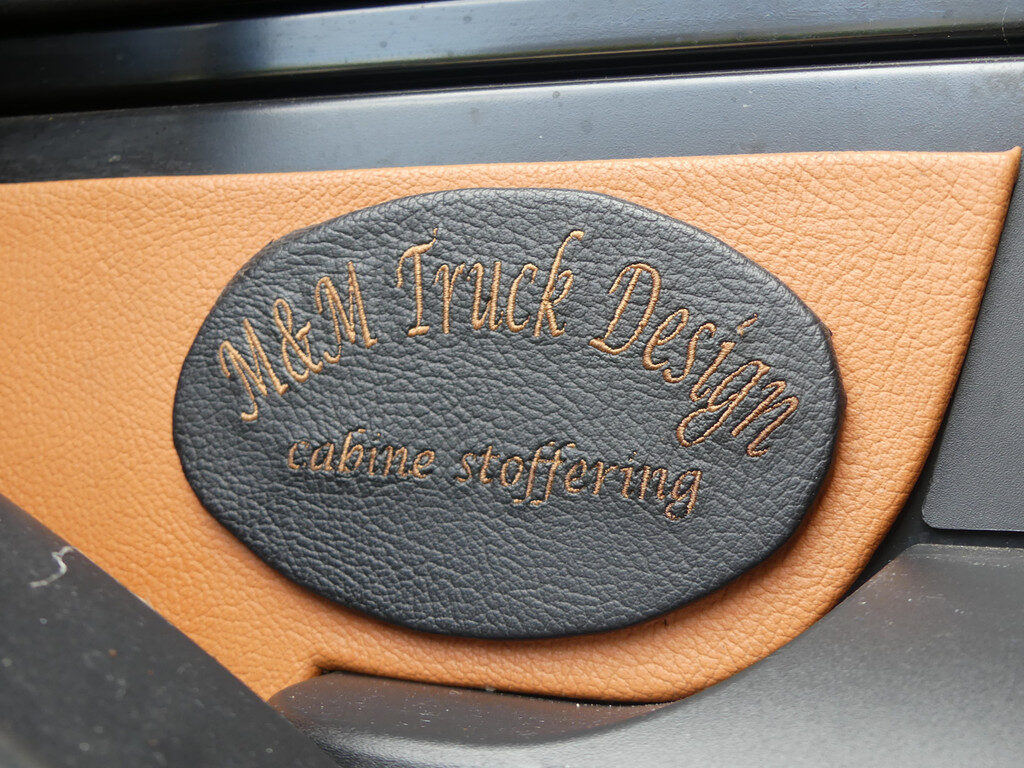 M&M Truck Design
cabine stoffering